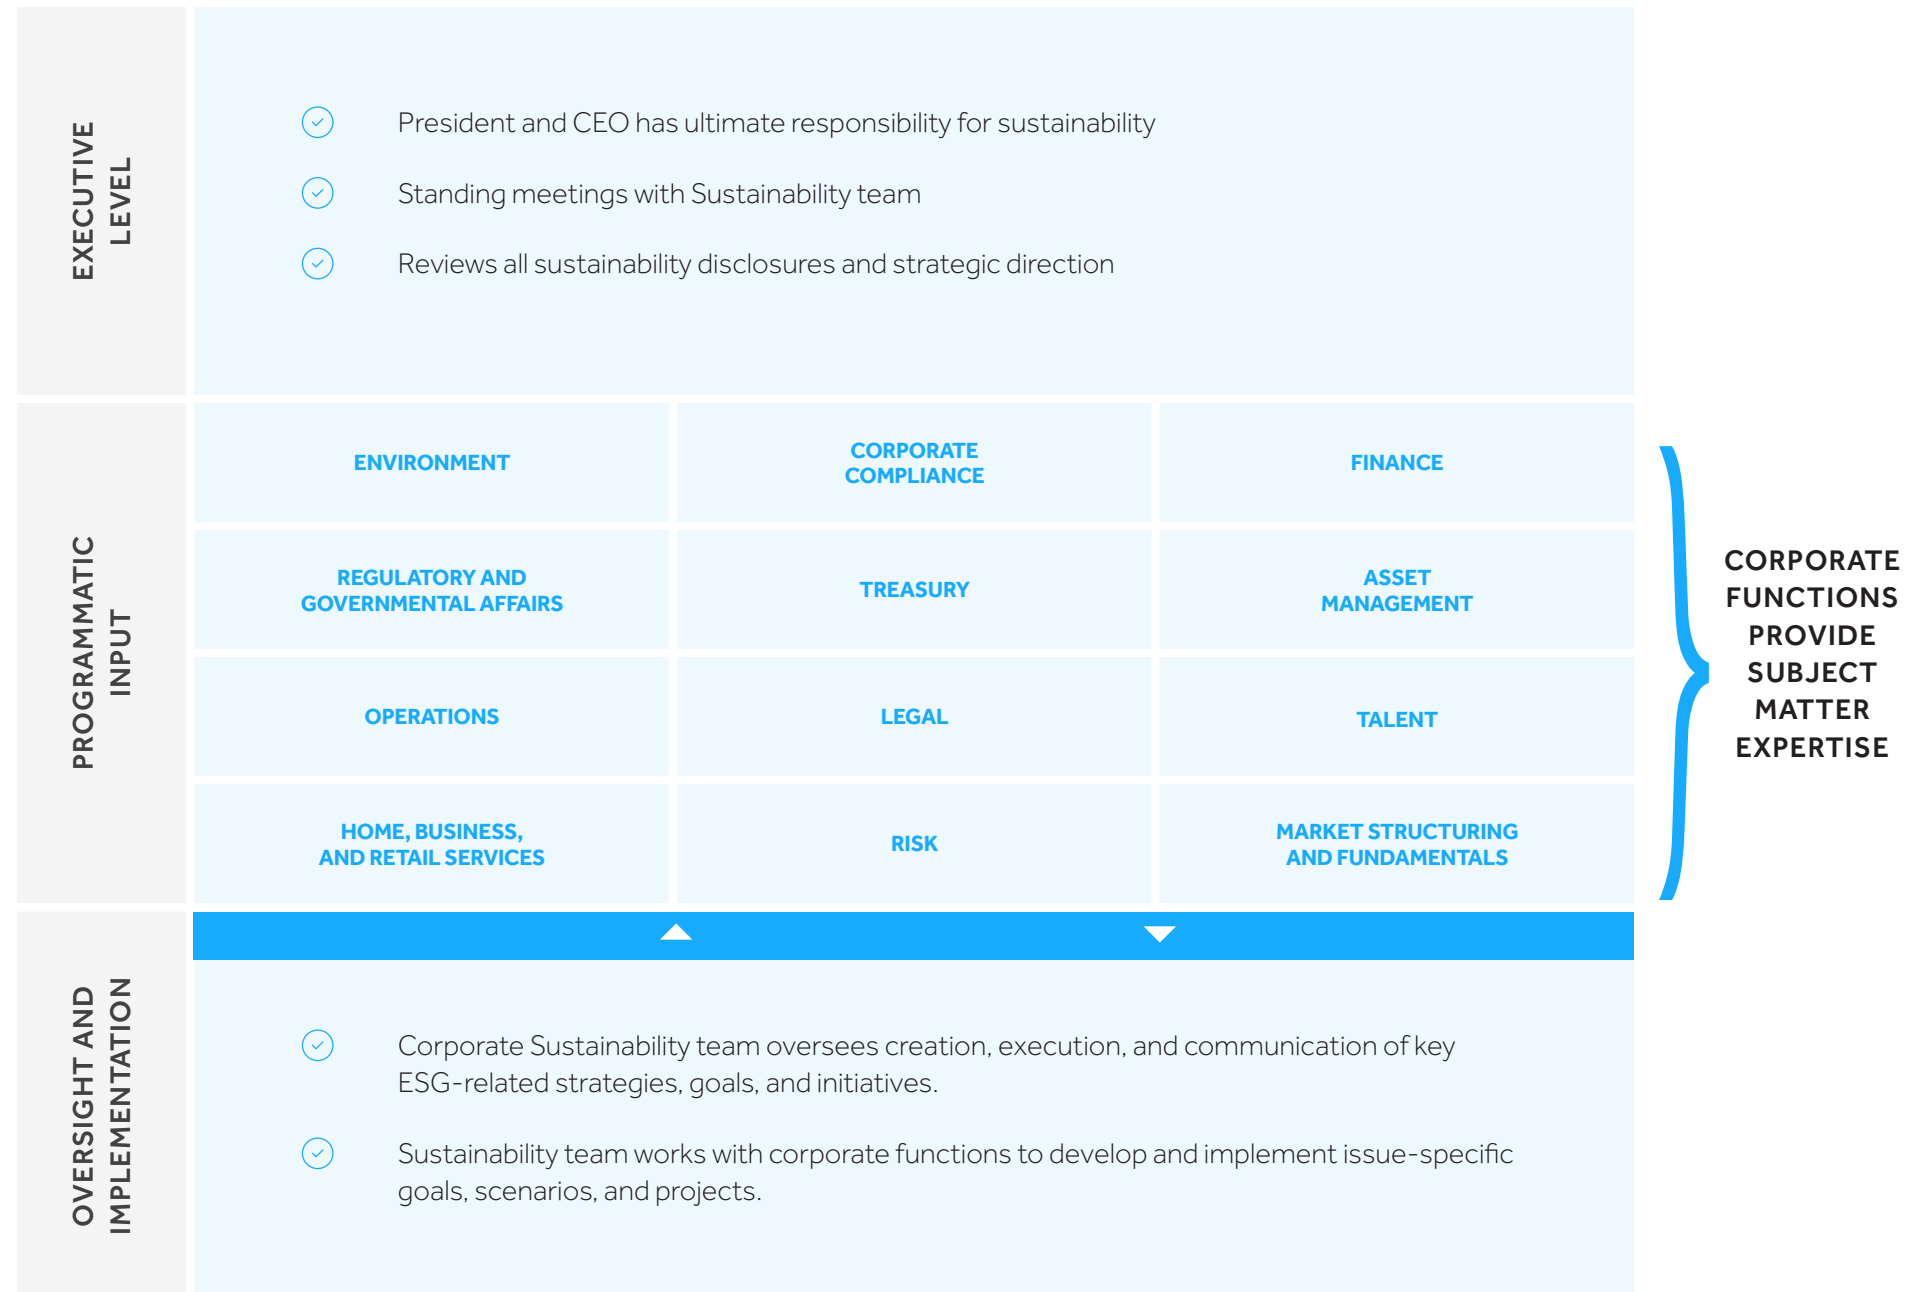 EXECUTIVE
LEVEL
President and CEO has ultimate responsibility for sustainability
Standing meetings with Sustainability team
Reviews all sustainability disclosures and strategic direction
PROGRAMMATIC
INPUT
ENVIRONMENT
CORPORATE
COMPLIANCE
FINANCE
REGULATORY AND
GOVERNMENTAL AFFAIRS
TREASURY
ASSET
MANAGEMENT
OPERATIONS
LEGAL
TALENT
HOME, BUSINESS,
AND RETAIL SERVICES
RISK
MARKET STRUCTURING
AND FUNDAMENTALS
CORPORATE
FUNCTIONS
PROVIDE
SUBJECT
MATTER
EXPERTISE
OVERSIGHT AND
IMPLEMENTATION
Corporate Sustainability team oversees creation, execution, and communication of key
ESG-related strategies, goals, and initiatives.
Sustainability team works with corporate functions to develop and implement issue-specific
goals, scenarios, and projects.